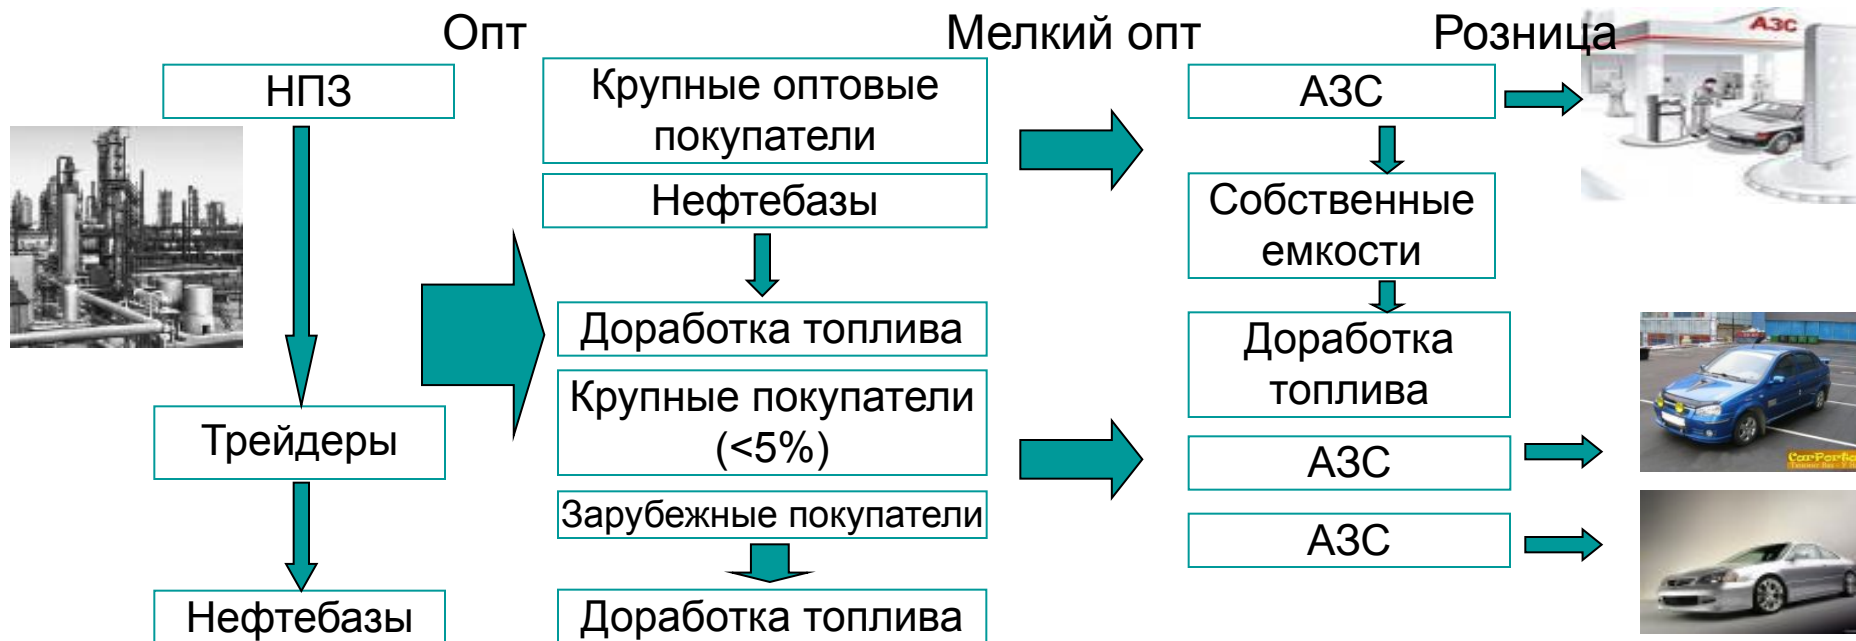 Опт
Мелкий опт
Розница
НПЗ
Трейдеры
Нефтебазы
Крупные оптовые
покупатели
Нефтебазы
Доработка топлива
Крупные покупатели
(<5%)
Зарубежные покупатели
Доработка топлива
АЗС
Собственные
емкости
Доработка
топлива
АЗС
АЗС
АЗС